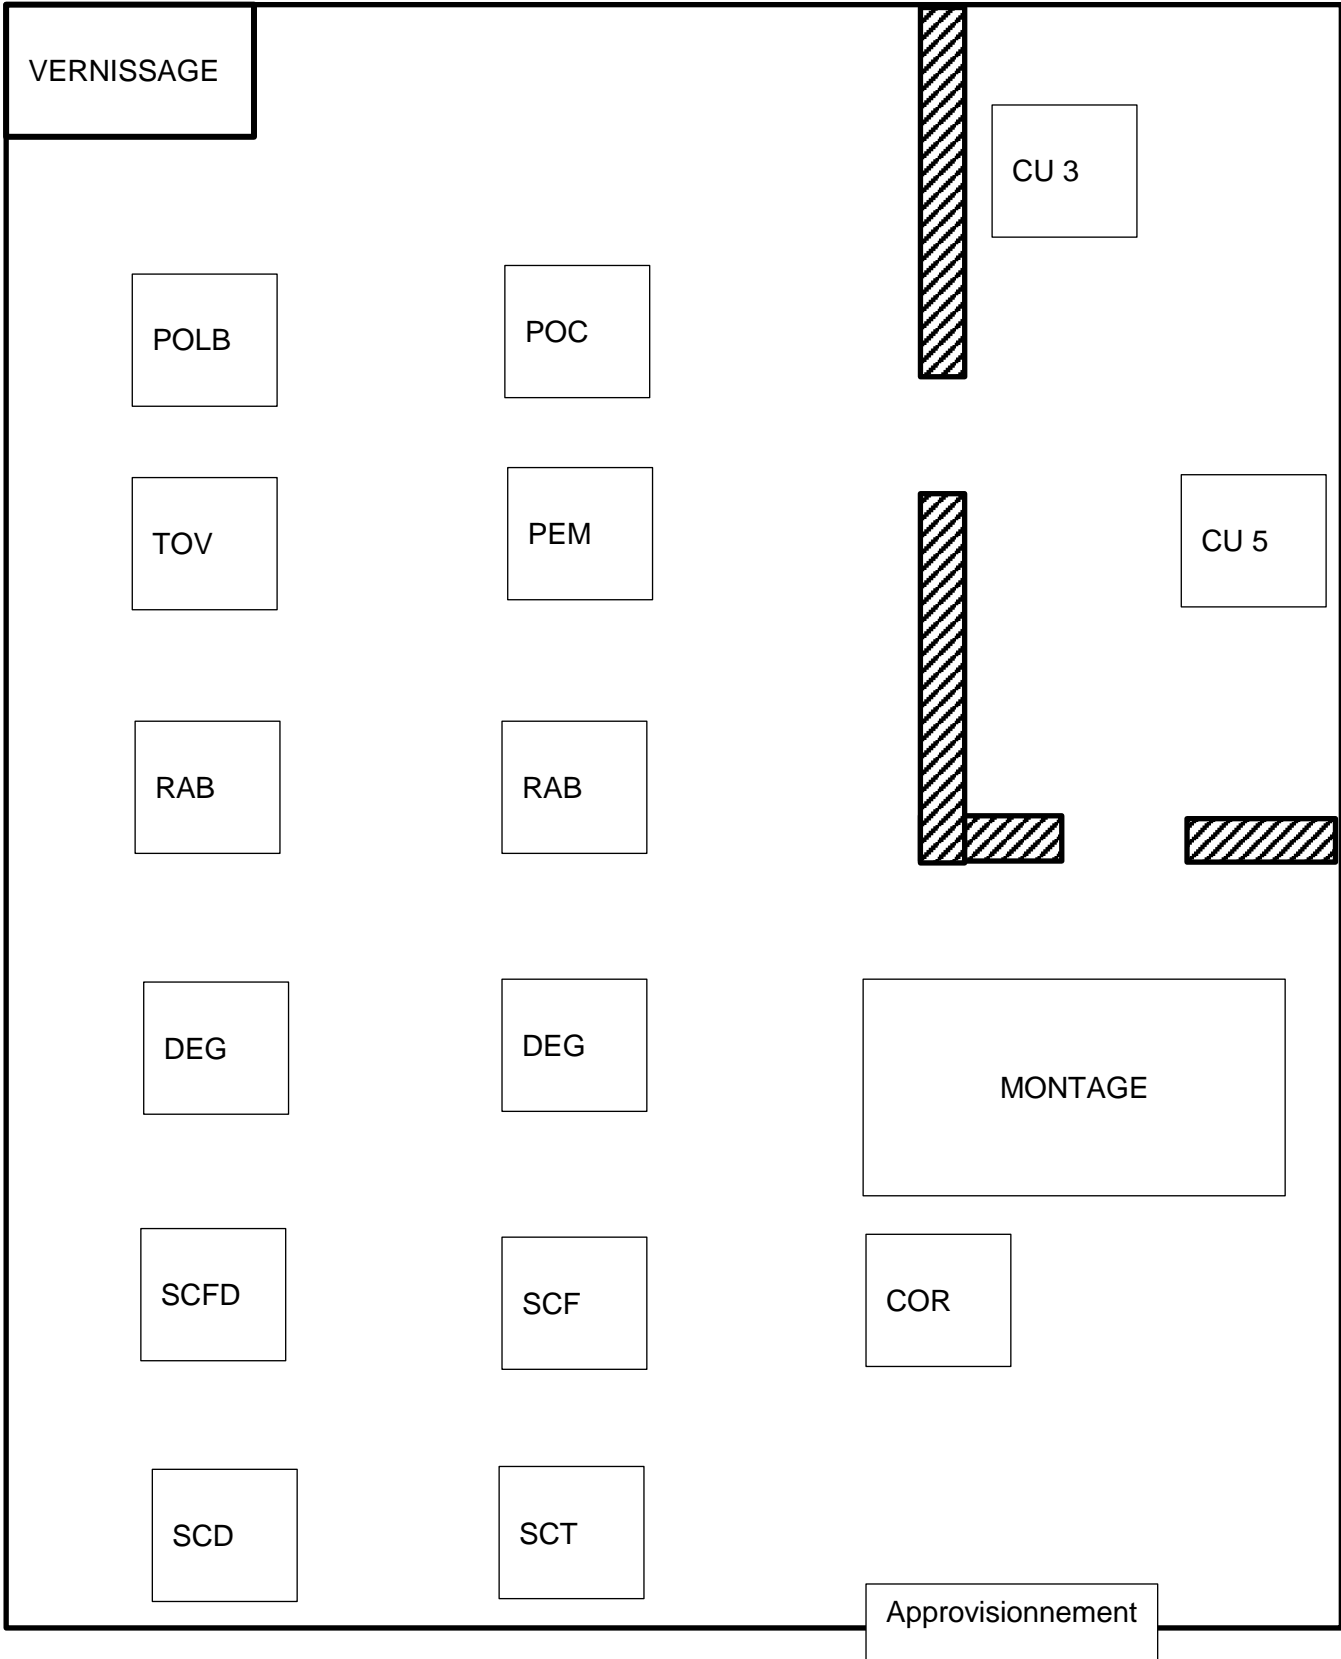 VERNISSAGE
CU 3
POLB
POC
TOV
PEM
CU 5
RAB
RAB
DEG
DEG
MONTAGE
SCFD
SCF
COR
SCD
SCT
Approvisionnement